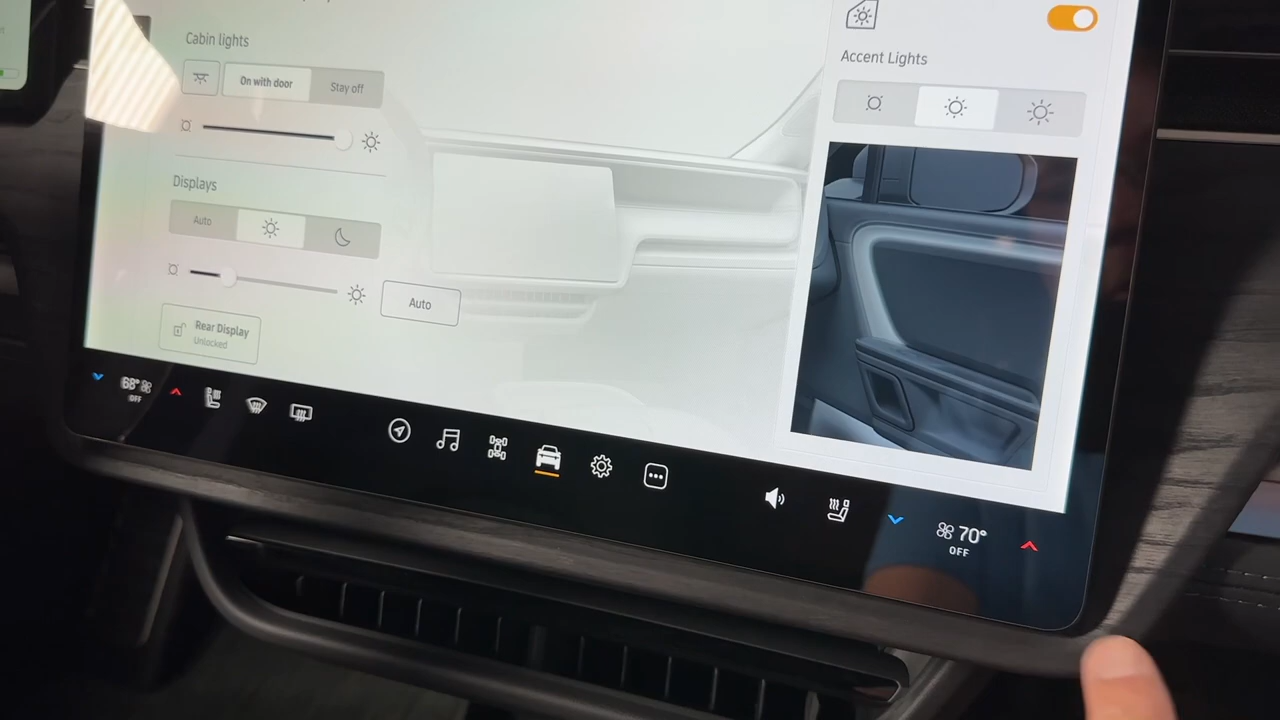 Cabin lights
On with door
Stay off
Displays
Auto
Auto
Rear Display
Unlocked
Accent Lights
68°
OFF
70°
OFF